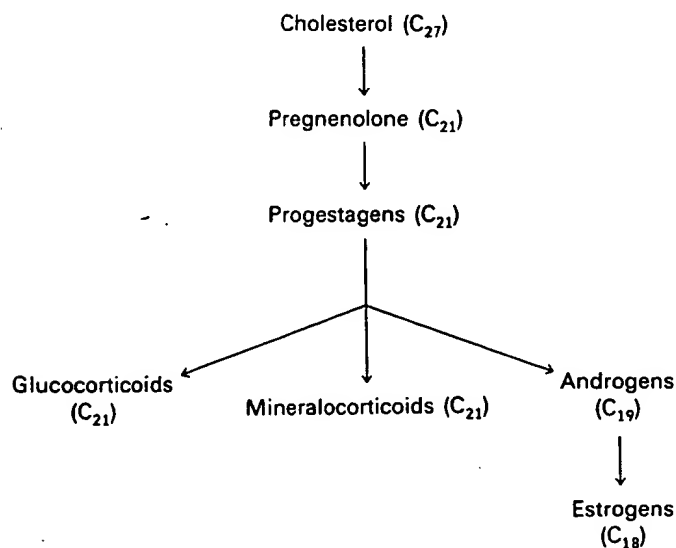 Cholesterol (C₂₇)
Pregnenolone (C₂₁)
Progestagens (C₂₁)
Glucocorticoids
(C₂₁)
Mineralocorticoids (C₂₁)
Androgens
(C₁₉)
Estrogens
(C₁₈)